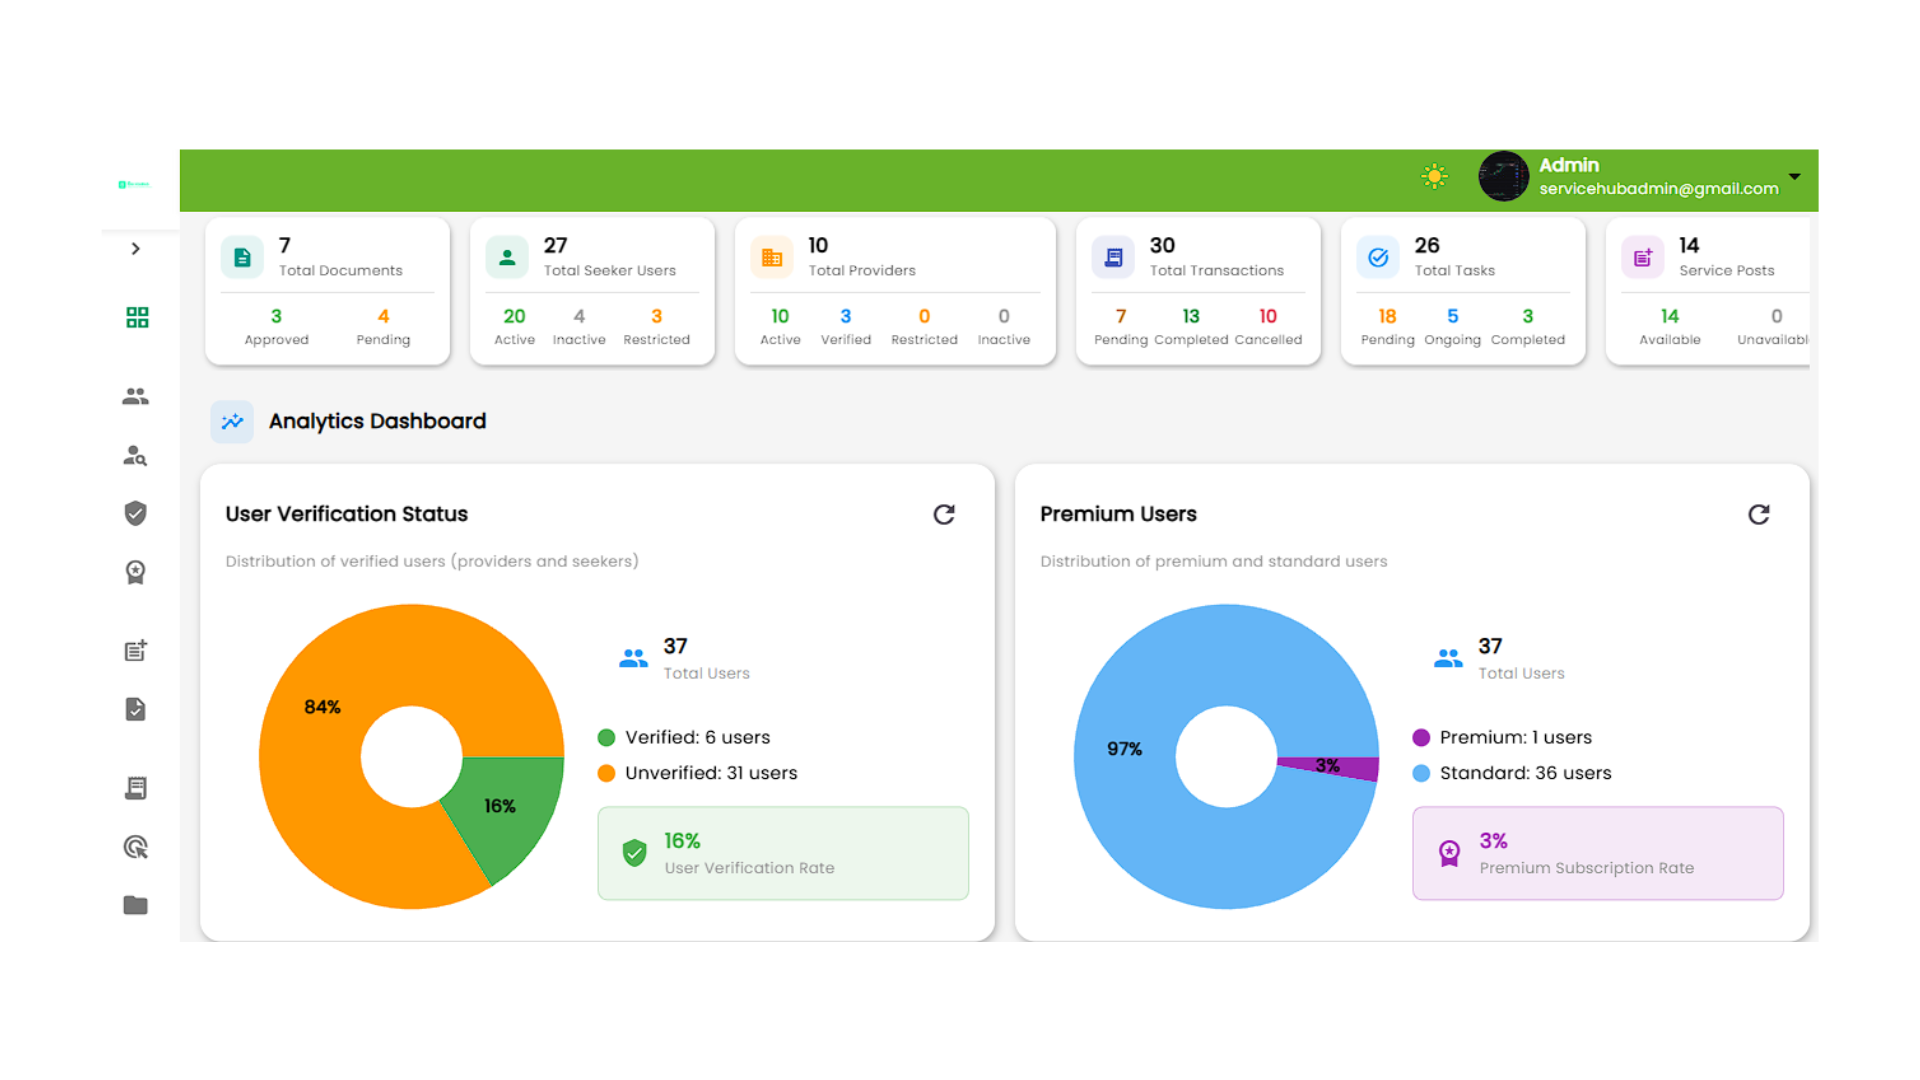 Admin
servicehubadmin@gmail.com
7
Total Documents
3
Approved
4
Pending
27
Total Seeker Users
20
Active
4
Inactive
3
Restricted
10
Total Providers
10
Active
3
Verified
0
Restricted
0
Inactive
30
Total Transactions
7
Pending
13
Completed
10
Cancelled
26
Total Tasks
18
Pending
5
Ongoing
3
Completed
14
Service Posts
14
Available
0
Unavailabl
Analytics Dashboard
User Verification Status
Distribution of verified users (providers and seekers)
84%
16%
37
Total Users
Verified: 6 users
Unverified: 31 users
16%
User Verification Rate
Premium Users
Distribution of premium and standard users
97%
3%
37
Total Users
Premium: 1 users
Standard: 36 users
3%
Premium Subscription Rate